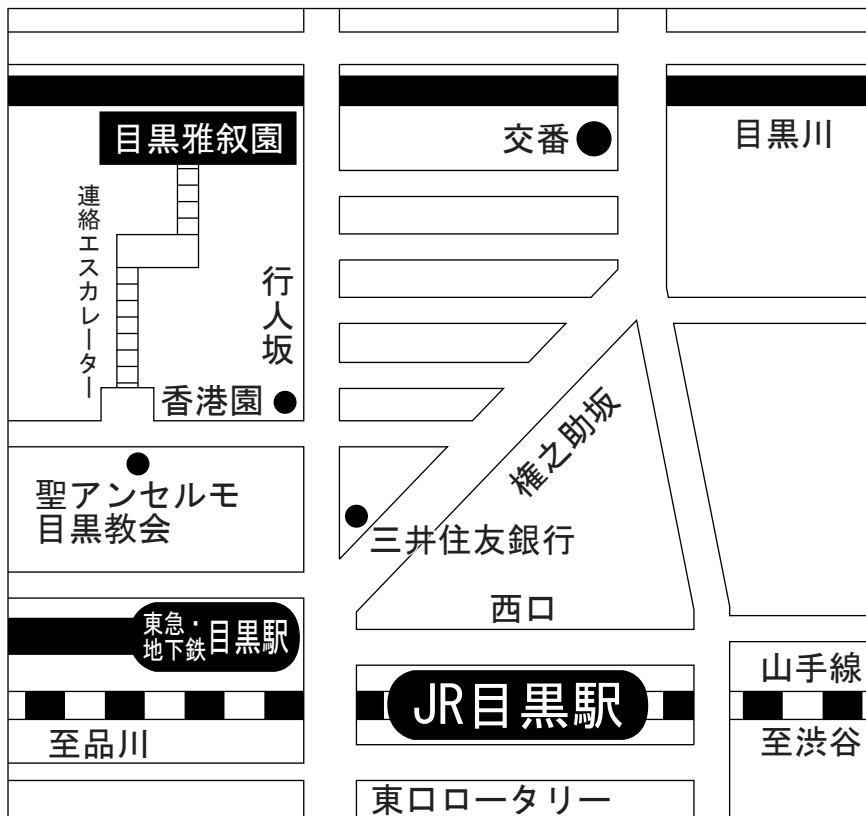 目黒雅叙園
交番
目黒川
連絡エスカレーター
行人坂
香港園
権之助坂
聖アンセルモ
目黒教会
三井住友銀行
西口
東急・
地下鉄
目黒駅
JR目黒駅
山手線
至品川
至渋谷
東口ロータリー